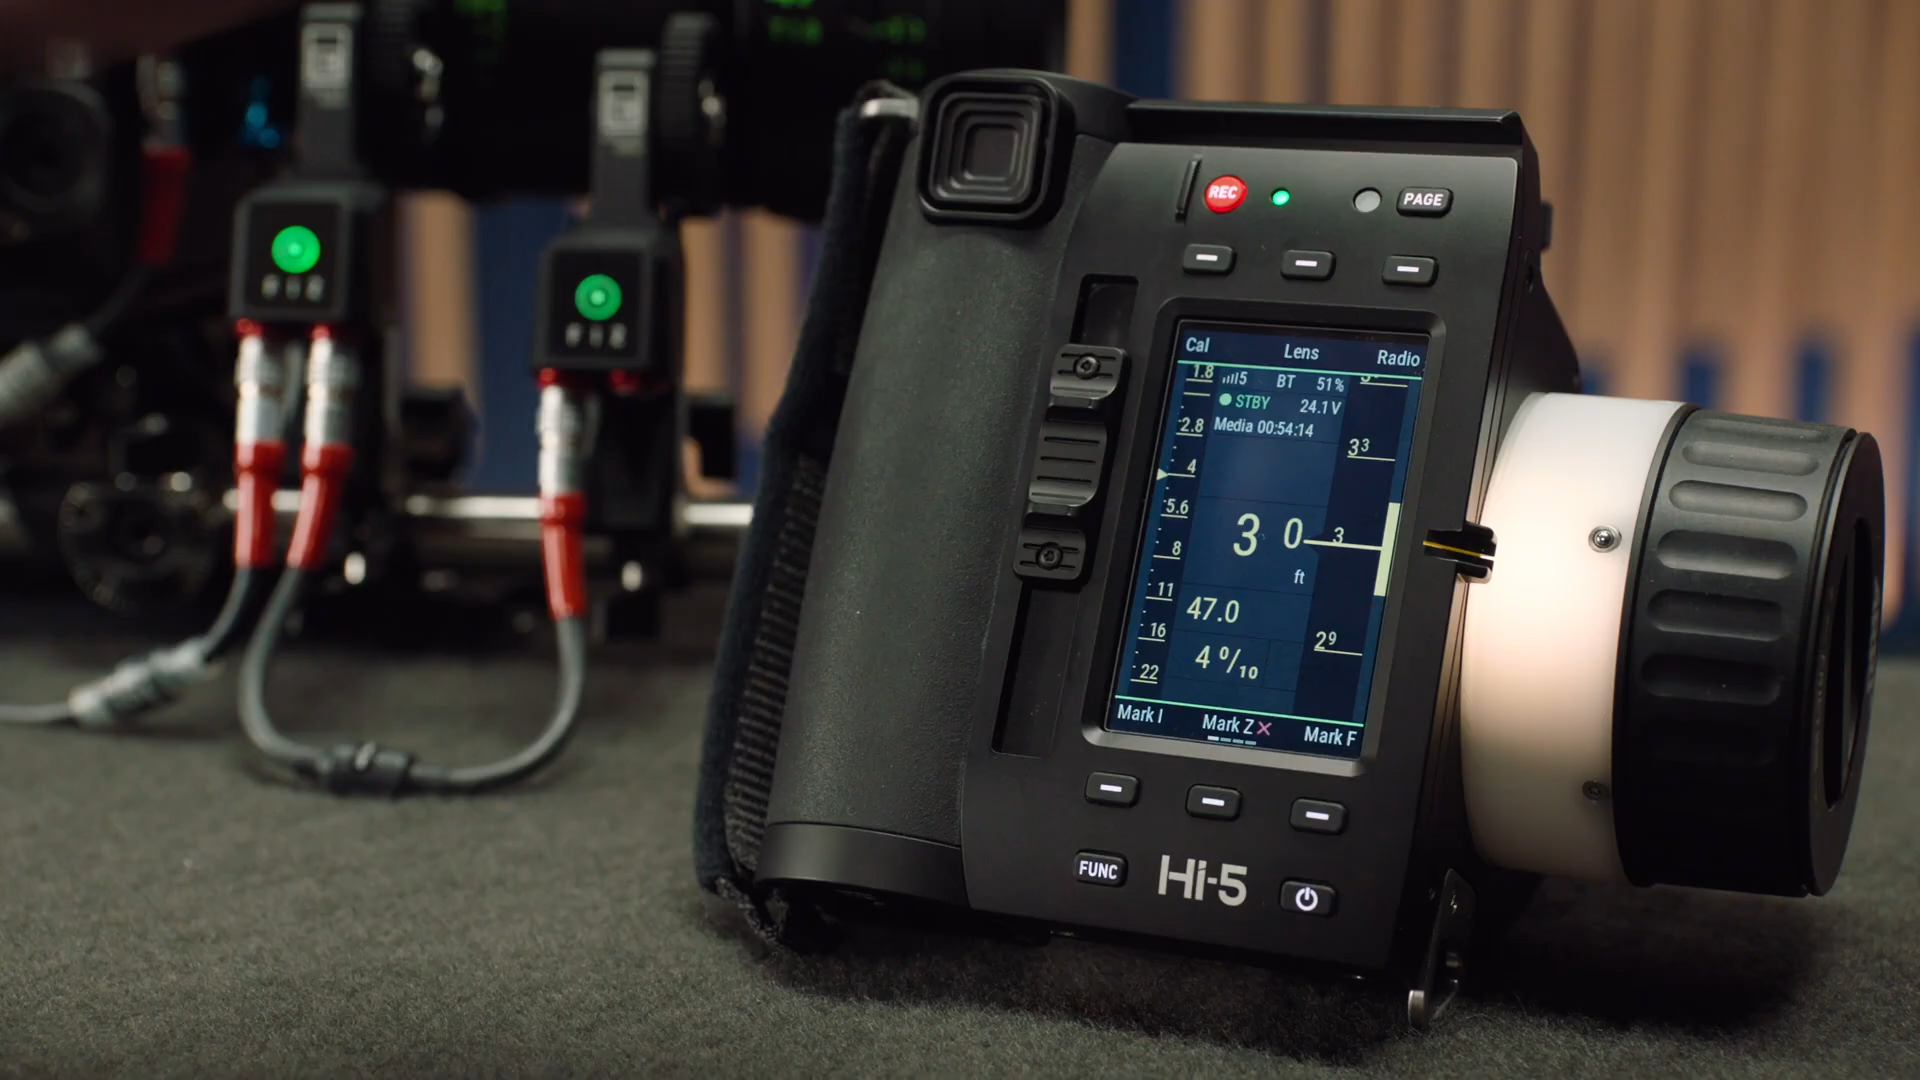 REC
PAGE
Cal Lens Radio
1.8
5 BT 51%
STBY 24.1V
Media 00:54:14
2.8
4
5.6
8
11
16
22
3 0
ft
47.0
4 0/10
3³
3
2⁹
Mark I Mark Z Mark F
FUNC Hi-5